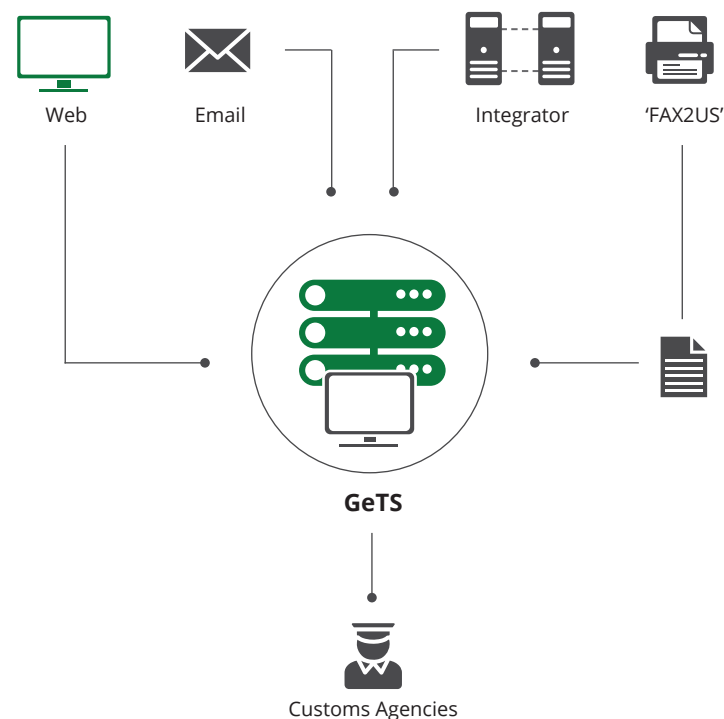 Web
Email
Integrator
‘FAX2US’
GeTS
Customs Agencies